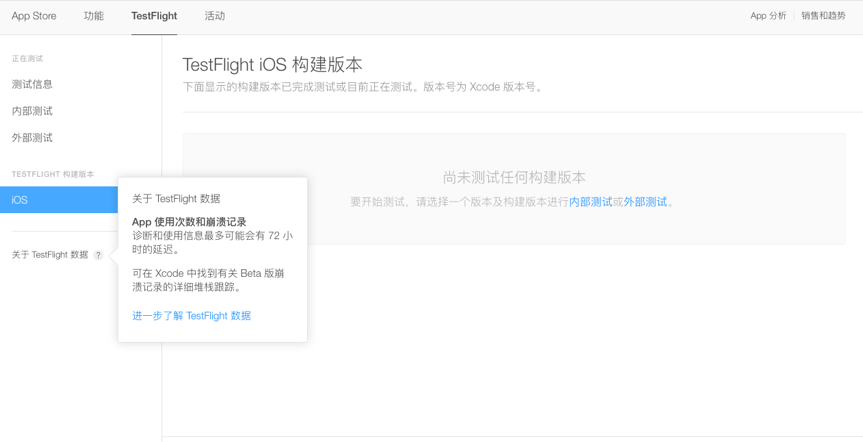 App Store 功能 TestFlight 活动 App 分析 销售和趋势
正在测试
测试信息
内部测试
外部测试
TESTFLIGHT 构建版本
iOS
关于 TestFlight 数据 ?
TestFlight iOS 构建版本
下面显示的构建版本已完成测试或目前正在测试。版本号为 Xcode 版本号。
尚未测试任何构建版本
要开始测试，请选择一个版本及构建版本进行内部测试或外部测试。
关于 TestFlight 数据
App 使用次数和崩溃记录
诊断和使用信息最多可能会有 72 小
时的延迟。
可在 Xcode 中找到有关 Beta 版崩
溃记录的详细堆栈跟踪。
进一步了解 TestFlight 数据